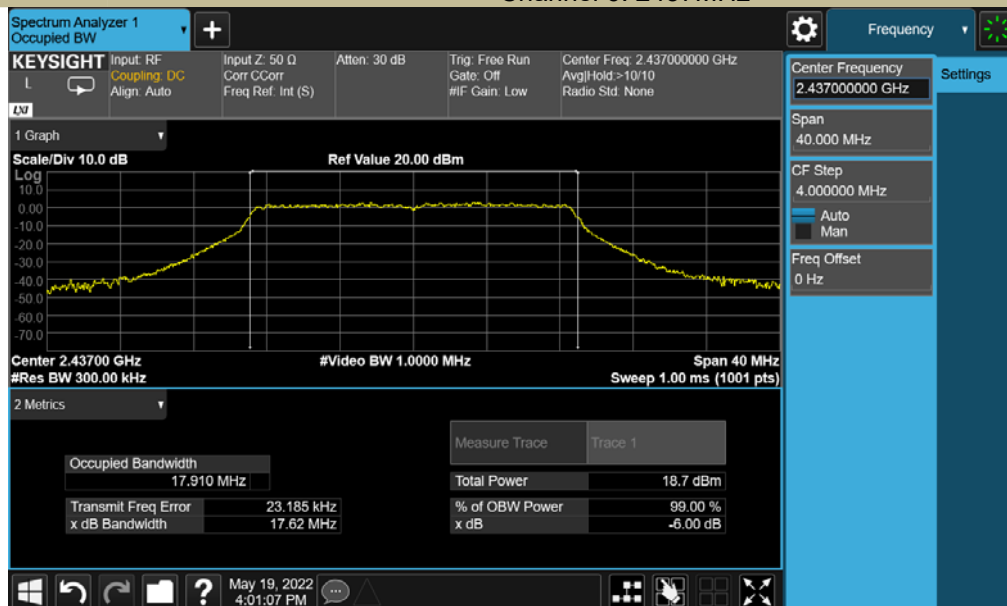 Spectrum Analyzer 1
Occupied BW
Frequency
KEYSIGHT
L
LXI
Input: RF
Coupling: DC
Align: Auto
Input Z: 50 Ω
Corr CCorr
Freq Ref: Int (S)
Atten: 30 dB
Trig: Free Run
Gate: Off
#IF Gain: Low
Center Freq: 2.437000000 GHz
Avg|Hold:>10/10
Radio Std: None
Center Frequency
2.437000000 GHz
Settings
Span
40.000 MHz
CF Step
4.000000 MHz
Auto
Man
Freq Offset
0 Hz
1 Graph
Scale/Div 10.0 dB
Ref Value 20.00 dBm
Log
10.0
0.00
-10.0
-20.0
-30.0
-40.0
-50.0
-60.0
-70.0
Center 2.43700 GHz
#Video BW 1.0000 MHz
Span 40 MHz
#Res BW 300.00 kHz
Sweep 1.00 ms (1001 pts)
2 Metrics
Measure Trace
Trace 1
Occupied Bandwidth
17.910 MHz
Total Power
18.7 dBm
Transmit Freq Error
23.185 kHz
% of OBW Power
99.00 %
x dB Bandwidth
17.62 MHz
x dB
-6.00 dB
?
May 19, 2022
4:01:07 PM